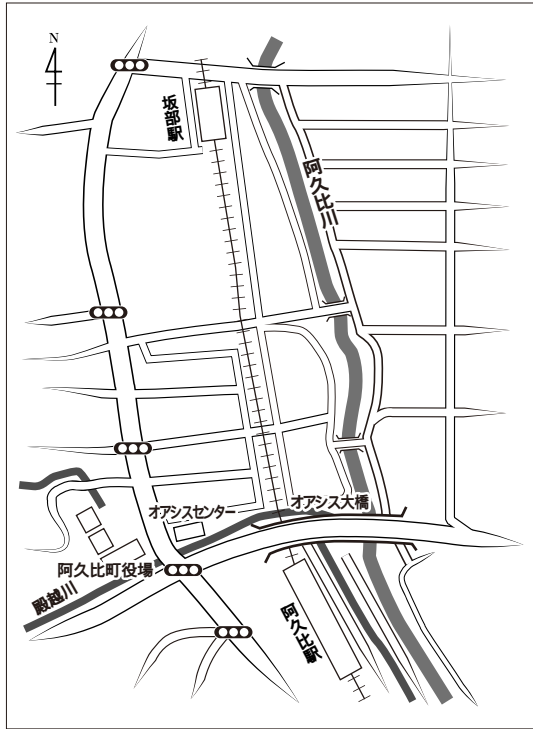 N
坂部駅
阿久比川
オアシスセンター
オアシス大橋
阿久比町役場
殿越川
阿久比駅